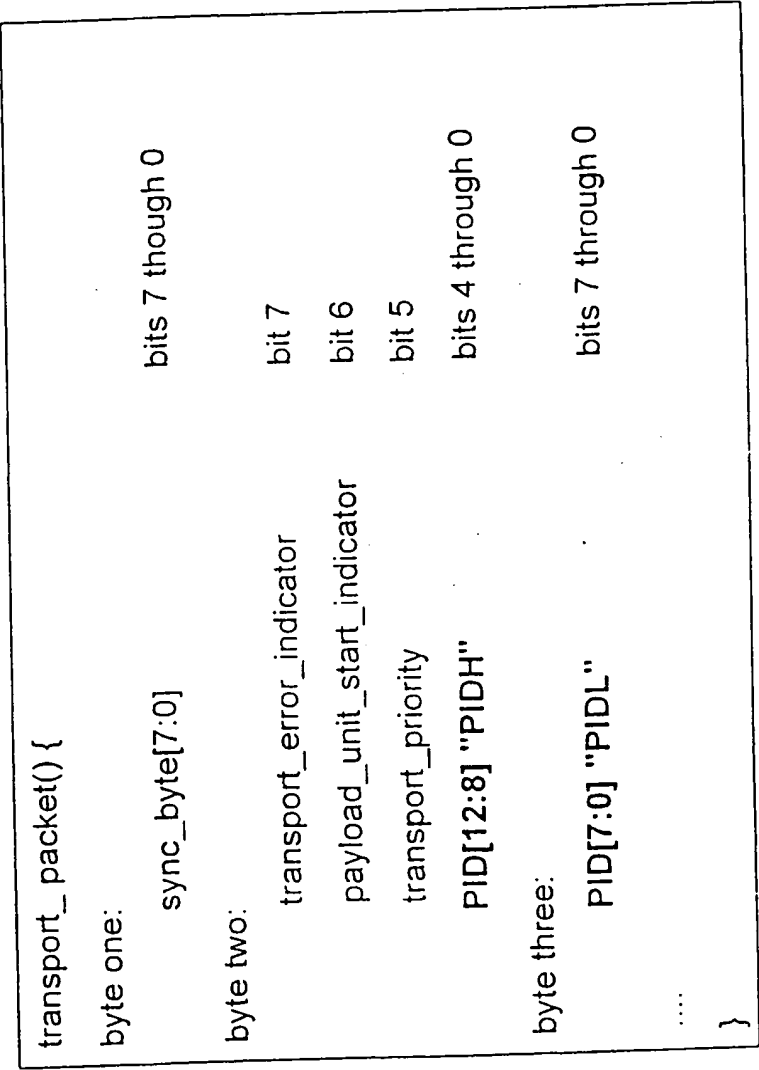 transport_ packet() {
byte one:
sync_byte[7:0] bits 7 though 0
byte two:
transport_error_indicator bit 7
payload_unit_start_indicator bit 6
transport_priority bit 5
PID[12:8] "PIDH" bits 4 through 0
byte three:
PID[7:0] "PIDL" bits 7 through 0
....
}